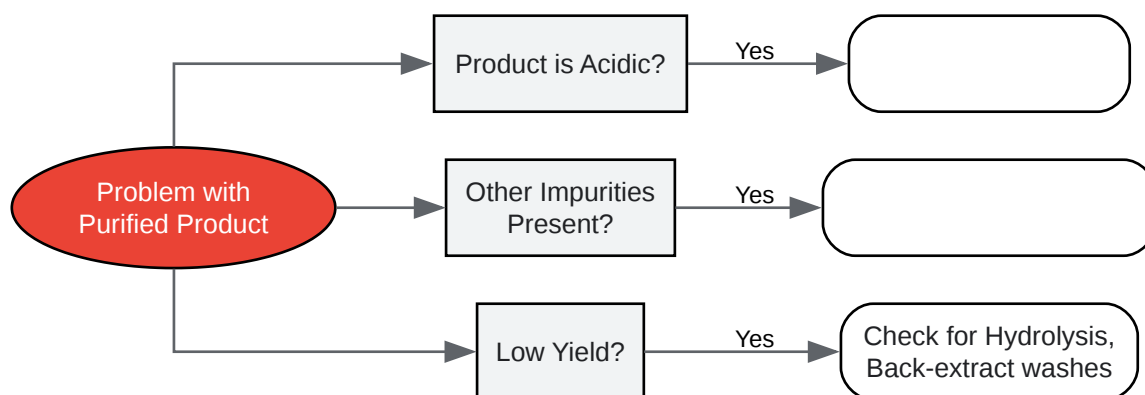 Product is Acidic?
Yes
Problem with
Purified Product
Other Impurities
Present?
Yes
Low Yield?
Yes
Check for Hydrolysis,
Back-extract washes